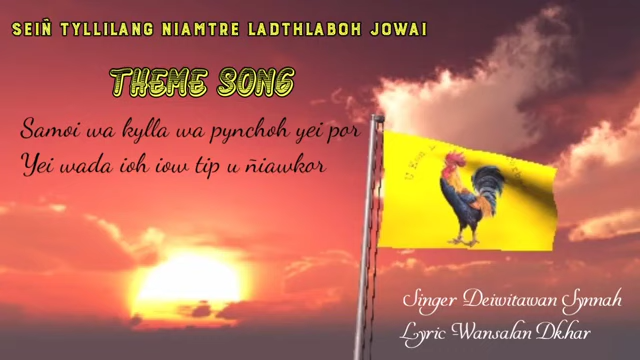 SEIÑ TYLLILANG NIAMTRE LADTHLABOH JOWAI
THEME SONG
Samoi wa kylla wa pynchoh yei por
Yei wada ioh iow tip u ñiawkor
U Kni
Singer Deiwitawan Synnah
Lyric Wansalan Dkhar